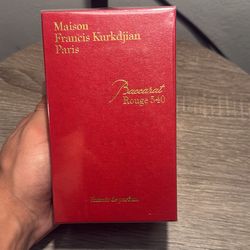 Maison
Francis Kurkdjian
Paris
Baccarat
Rouge 540
Extrait de parfum